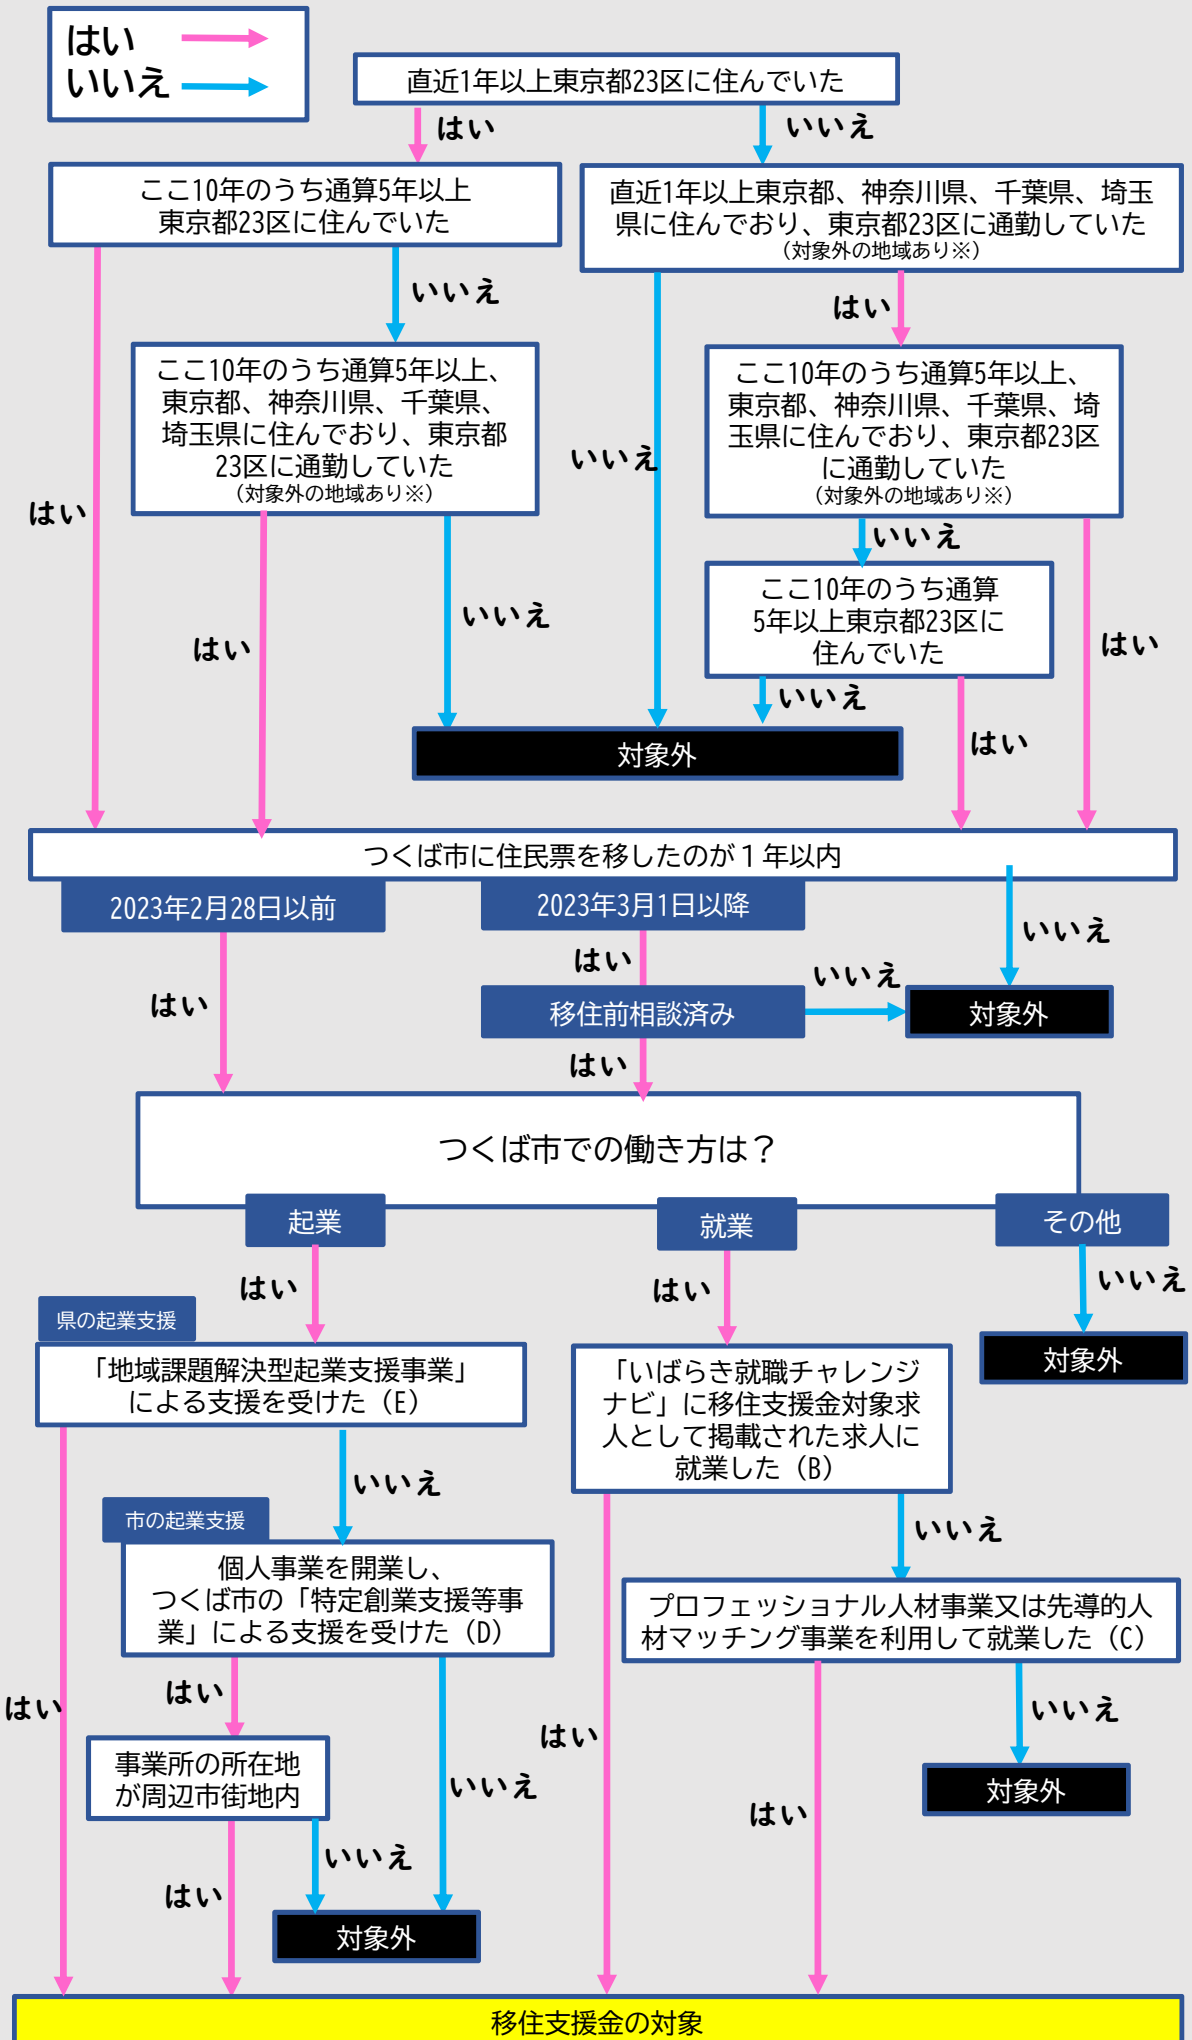 はい
いいえ
直近1年以上東京都23区に住んでいた
はい
いいえ
ここ10年のうち通算5年以上
東京都23区に住んでいた
直近1年以上東京都、神奈川県、千葉県、埼玉
県に住んでおり、東京都23区に通勤していた
（対象外の地域あり※）
いいえ
はい
ここ10年のうち通算5年以上、
東京都、神奈川県、千葉県、
埼玉県に住んでおり、東京都
23区に通勤していた
（対象外の地域あり※）
ここ10年のうち通算5年以上、
東京都、神奈川県、千葉県、埼
玉県に住んでおり、東京都23区
に通勤していた
（対象外の地域あり※）
はい
いいえ
いいえ
ここ10年のうち通算
5年以上東京都23区に
住んでいた
はい
いいえ
はい
いいえ
はい
対象外
つくば市に住民票を移したのが１年以内
2023年2月28日以前
2023年3月1日以降
いいえ
はい
はい
いいえ
移住前相談済み
対象外
はい
つくば市での働き方は？
起業
就業
その他
はい
はい
いいえ
県の起業支援
「地域課題解決型起業支援事業」
による支援を受けた（E）
「いばらき就職チャレンジ
ナビ」に移住支援金対象求
人として掲載された求人に
就業した（B）
対象外
いいえ
いいえ
市の起業支援
個人事業を開業し、
つくば市の「特定創業支援等事
業」による支援を受けた（D）
プロフェッショナル人材事業又は先導的人
材マッチング事業を利用して就業した（C）
はい
はい
はい
いいえ
事業所の所在地
が周辺市街地内
いいえ
対象外
はい
いいえ
はい
対象外
移住支援金の対象